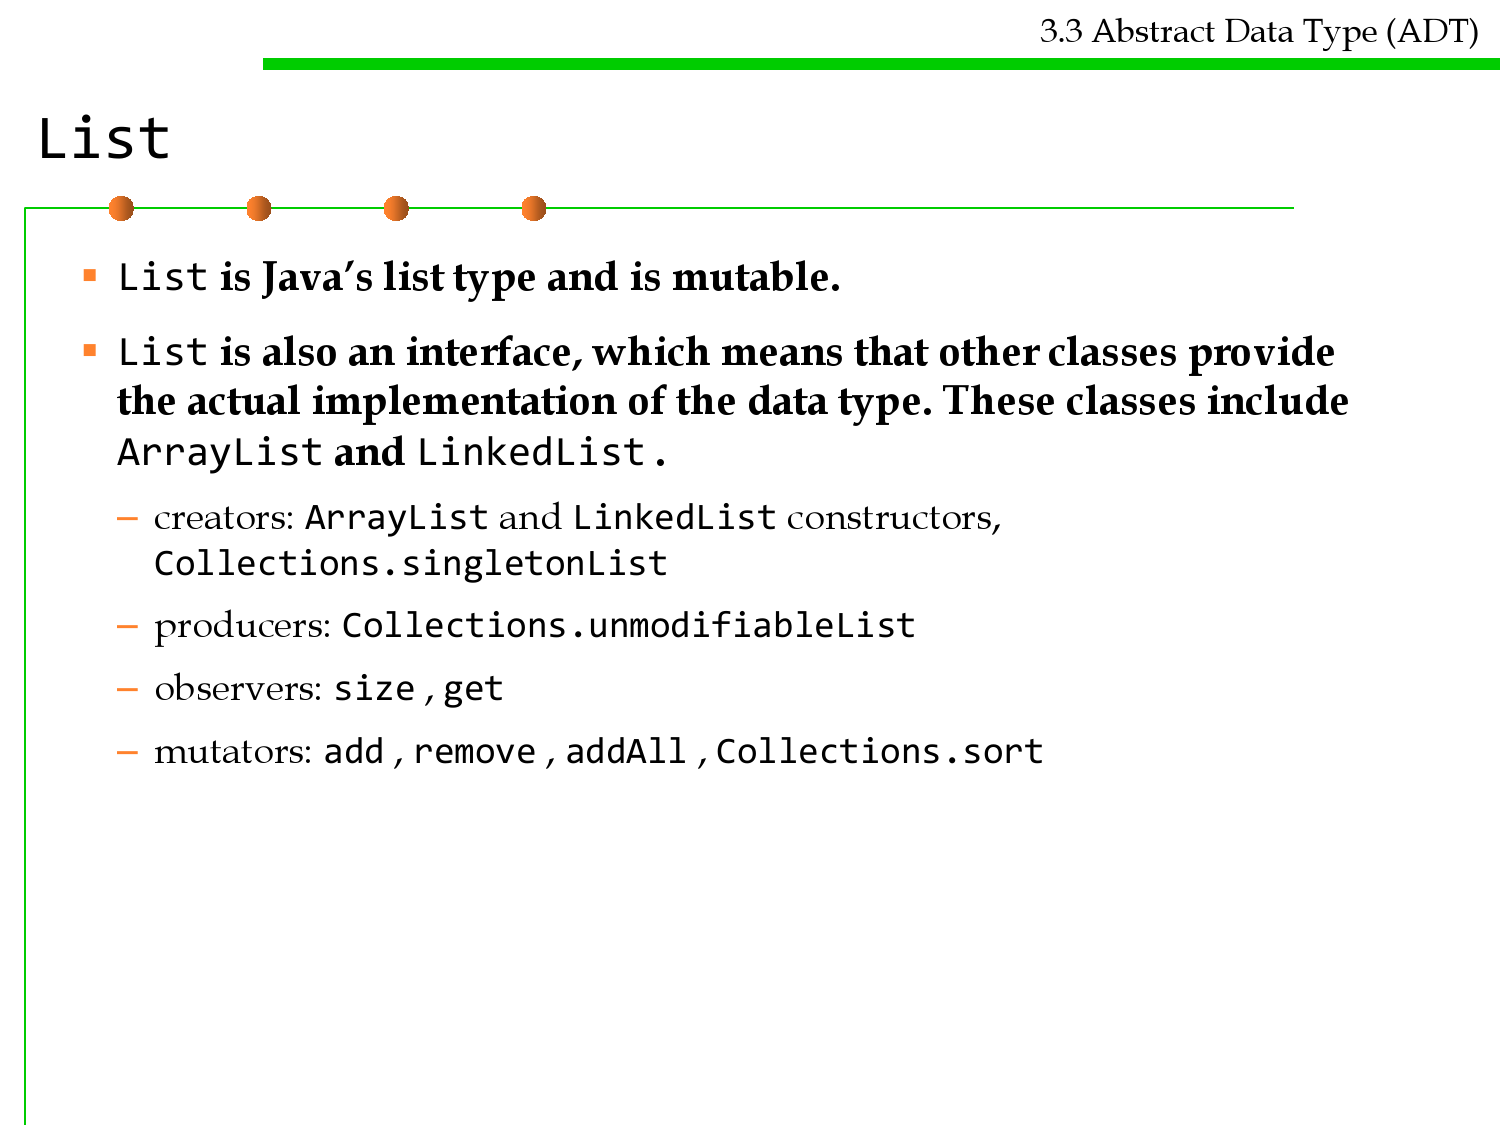 3.3 Abstract Data Type (ADT)
List
▪ List is Java’s list type and is mutable.
▪ List is also an interface, which means that other classes provide
the actual implementation of the data type. These classes include
ArrayList and LinkedList .
– creators: ArrayList and LinkedList constructors,
Collections.singletonList
– producers: Collections.unmodifiableList
– observers: size , get
– mutators: add , remove , addAll , Collections.sort